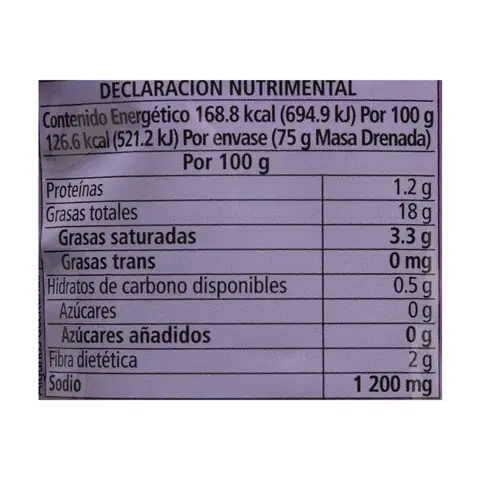 DECLARACIÓN NUTRIMENTAL
Contenido Energético 168.8 kcal (694.9 kJ) Por 100 g
126.6 kcal (521.2 kJ) Por envase (75 g Masa Drenada)
Por 100 g
Proteínas 1.2 g
Grasas totales 18 g
Grasas saturadas 3.3 g
Grasas trans 0 mg
Hidratos de carbono disponibles 0.5 g
Azúcares 0 g
Azúcares añadidos 0 g
Fibra dietética 2 g
Sodio 1 200 mg